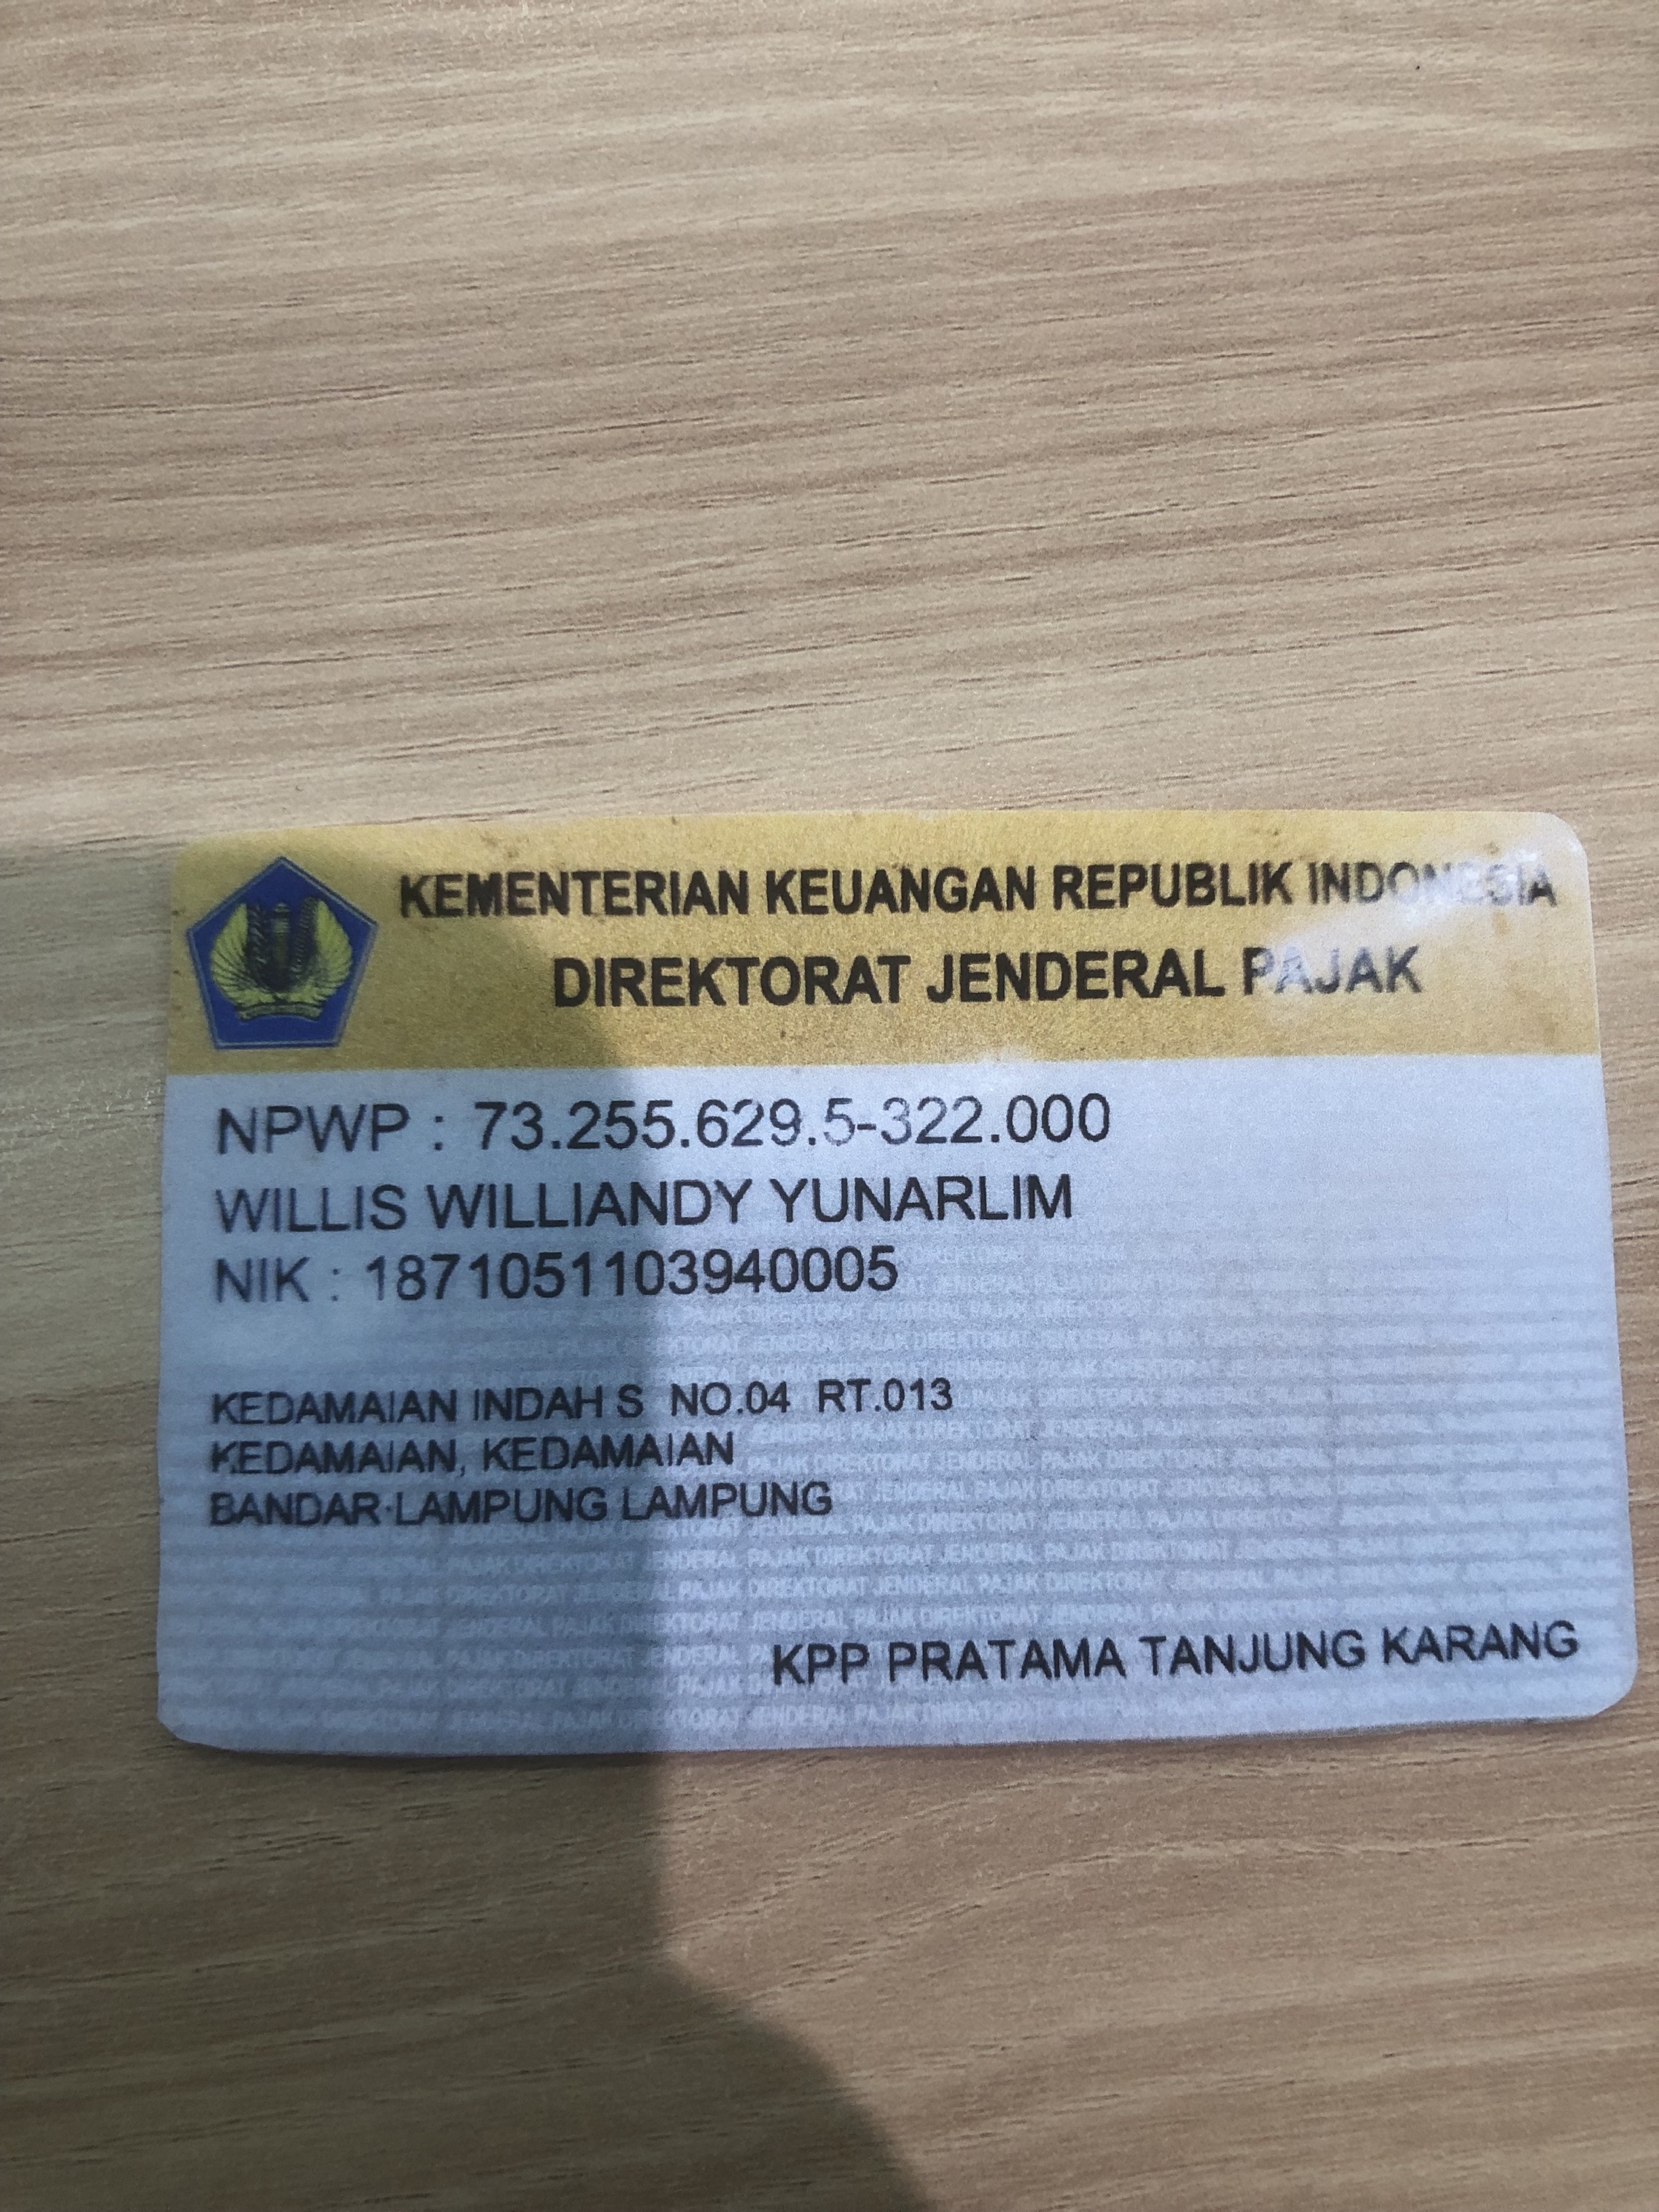 KEMENTERIAN KEUANGAN REPUBLIK INDONESIA
DIREKTORAT JENDERAL PAJAK
NPWP : 73.255.629.5-322.000
WILLIS WILLIANDY YUNARLIM
NIK : 1871051103940005
KEDAMAIAN INDAH S NO.04 RT.013
KEDAMAIAN, KEDAMAIAN
BANDAR LAMPUNG LAMPUNG
KPP PRATAMA TANJUNG KARANG